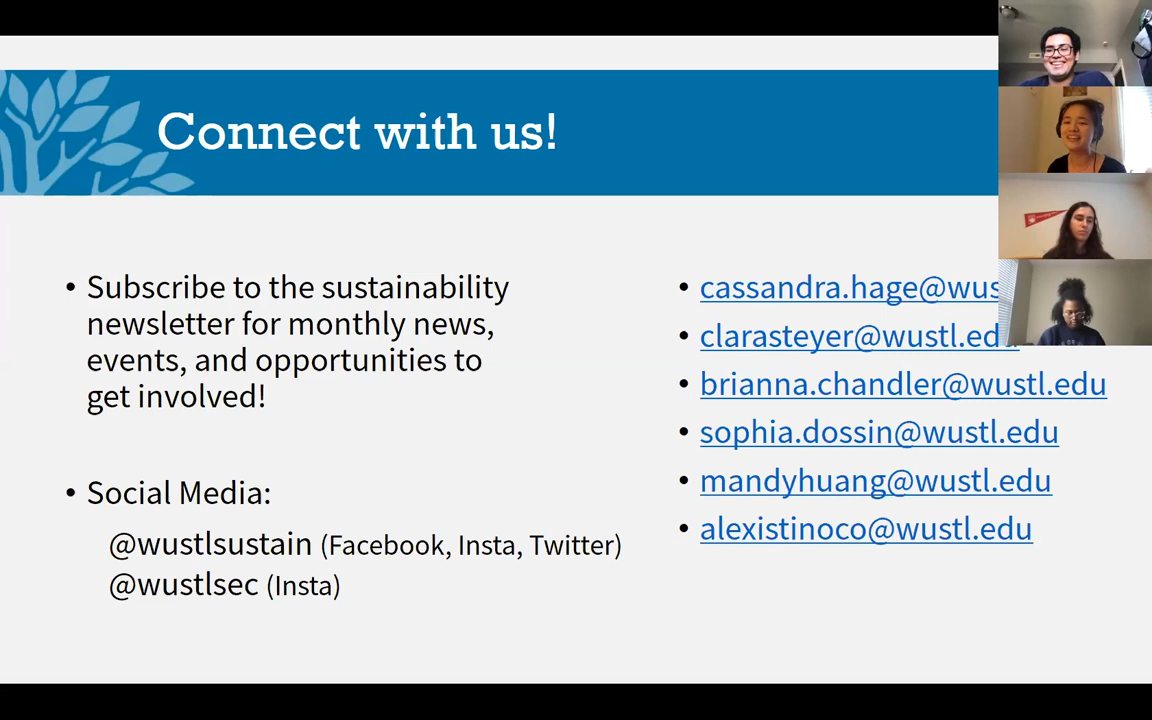 Connect with us!
• Subscribe to the sustainability
newsletter for monthly news,
events, and opportunities to
get involved!
• Social Media:
@wustlsustain (Facebook, Insta, Twitter)
@wustlsec (Insta)
• cassandra.hage@wus
• clarasteyer@wustl.ed
• brianna.chandler@wustl.edu
• sophia.dossin@wustl.edu
• mandyhuang@wustl.edu
• alexistinoco@wustl.edu